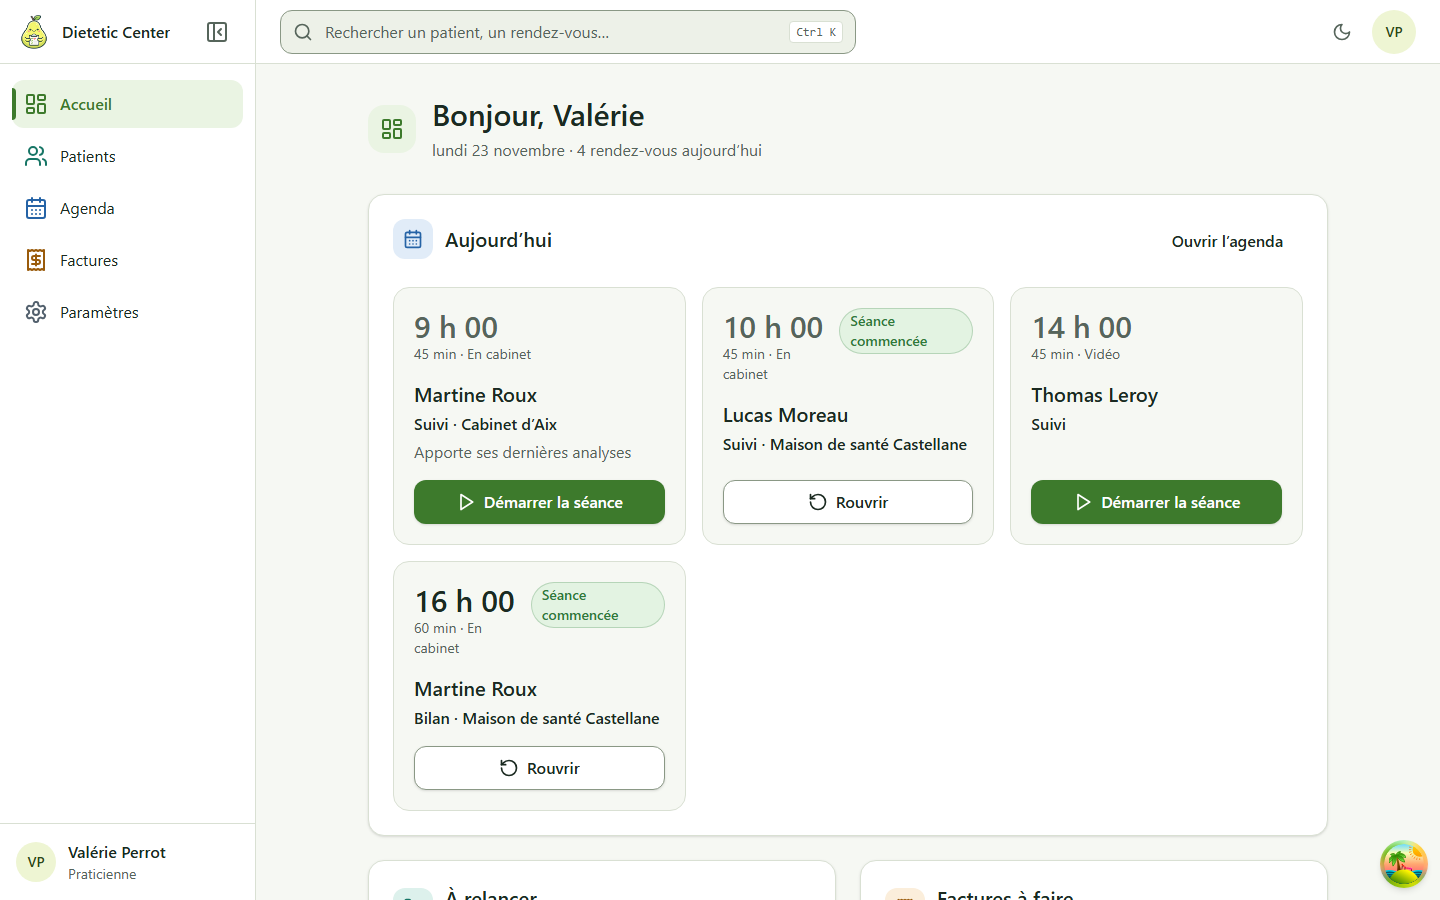 Dietetic Center
Rechercher un patient, un rendez-vous...
Ctrl K
VP
Accueil
Patients
Agenda
Factures
Paramètres
Bonjour, Valérie
lundi 23 novembre · 4 rendez-vous aujourd’hui
Aujourd’hui
Ouvrir l’agenda
9 h 00
45 min · En cabinet
Martine Roux
Suivi · Cabinet d’Aix
Apporte ses dernières analyses
Démarrer la séance
10 h 00
Séance
commencée
45 min · En
cabinet
Lucas Moreau
Suivi · Maison de santé Castellane
Rouvrir
14 h 00
45 min · Vidéo
Thomas Leroy
Suivi
Démarrer la séance
16 h 00
Séance
commencée
60 min · En
cabinet
Martine Roux
Bilan · Maison de santé Castellane
Rouvrir
À relancer
Factures à faire
VP
Valérie Perrot
Praticienne